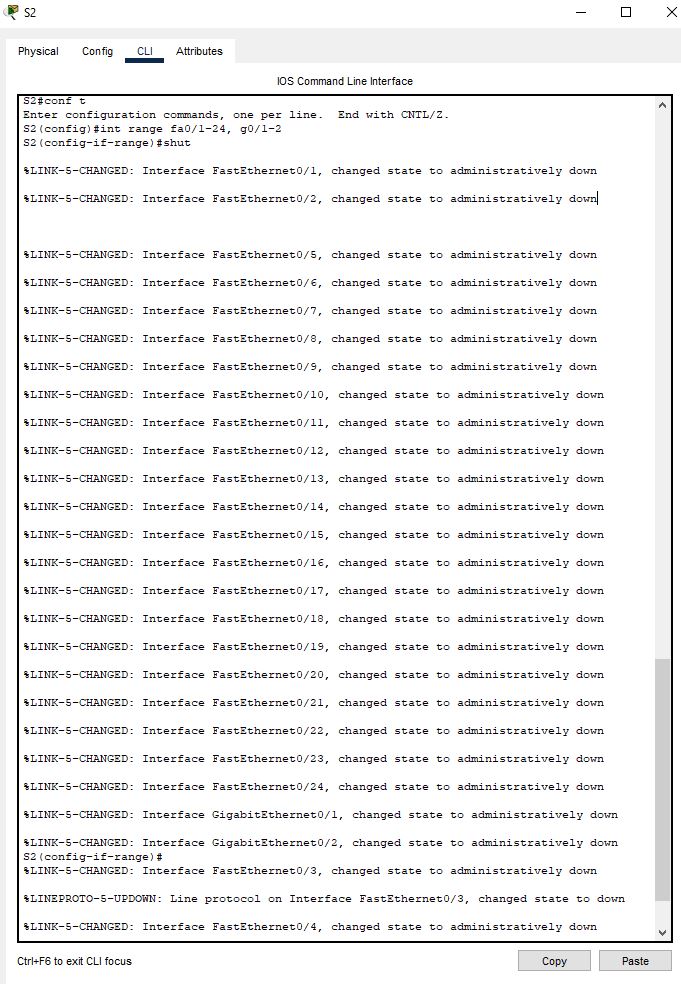 S2
Physical Config CLI Attributes
IOS Command Line Interface
S2#conf t
Enter configuration commands, one per line.  End with CNTL/Z.
S2(config)#int range fa0/1-24, g0/1-2
S2(config-if-range)#shut
%LINK-5-CHANGED: Interface FastEthernet0/1, changed state to administratively down
%LINK-5-CHANGED: Interface FastEthernet0/2, changed state to administratively down
%LINK-5-CHANGED: Interface FastEthernet0/5, changed state to administratively down
%LINK-5-CHANGED: Interface FastEthernet0/6, changed state to administratively down
%LINK-5-CHANGED: Interface FastEthernet0/7, changed state to administratively down
%LINK-5-CHANGED: Interface FastEthernet0/8, changed state to administratively down
%LINK-5-CHANGED: Interface FastEthernet0/9, changed state to administratively down
%LINK-5-CHANGED: Interface FastEthernet0/10, changed state to administratively down
%LINK-5-CHANGED: Interface FastEthernet0/11, changed state to administratively down
%LINK-5-CHANGED: Interface FastEthernet0/12, changed state to administratively down
%LINK-5-CHANGED: Interface FastEthernet0/13, changed state to administratively down
%LINK-5-CHANGED: Interface FastEthernet0/14, changed state to administratively down
%LINK-5-CHANGED: Interface FastEthernet0/15, changed state to administratively down
%LINK-5-CHANGED: Interface FastEthernet0/16, changed state to administratively down
%LINK-5-CHANGED: Interface FastEthernet0/17, changed state to administratively down
%LINK-5-CHANGED: Interface FastEthernet0/18, changed state to administratively down
%LINK-5-CHANGED: Interface FastEthernet0/19, changed state to administratively down
%LINK-5-CHANGED: Interface FastEthernet0/20, changed state to administratively down
%LINK-5-CHANGED: Interface FastEthernet0/21, changed state to administratively down
%LINK-5-CHANGED: Interface FastEthernet0/22, changed state to administratively down
%LINK-5-CHANGED: Interface FastEthernet0/23, changed state to administratively down
%LINK-5-CHANGED: Interface FastEthernet0/24, changed state to administratively down
%LINK-5-CHANGED: Interface GigabitEthernet0/1, changed state to administratively down
%LINK-5-CHANGED: Interface GigabitEthernet0/2, changed state to administratively down
S2(config-if-range)#
%LINK-5-CHANGED: Interface FastEthernet0/3, changed state to administratively down
%LINEPROTO-5-UPDOWN: Line protocol on Interface FastEthernet0/3, changed state to down
%LINK-5-CHANGED: Interface FastEthernet0/4, changed state to administratively down
Ctrl+F6 to exit CLI focus
Copy Paste